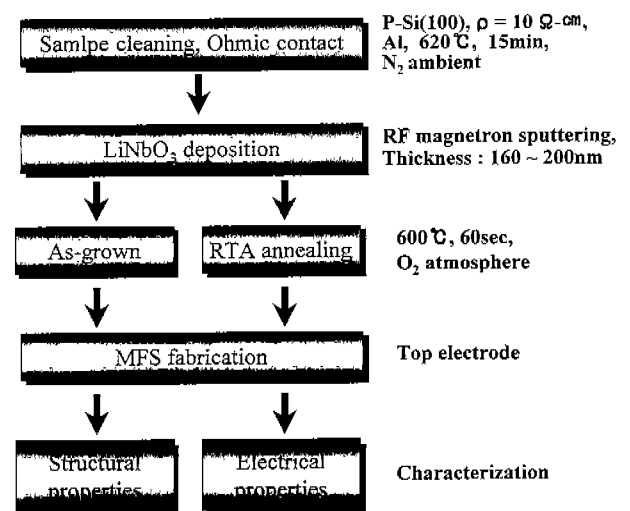 Samlpe cleaning, Ohmic contact
P-Si(100), ρ = 10 Ω-cm,
Al, 620℃, 15min,
N₂ ambient
LiNbO₃ deposition
RF magnetron sputtering,
Thickness : 160 ~ 200nm
As-grown
RTA annealing
600℃, 60sec,
O₂ atmosphere
MFS fabrication
Top electrode
Structural
properties
Electrical
properties
Characterization